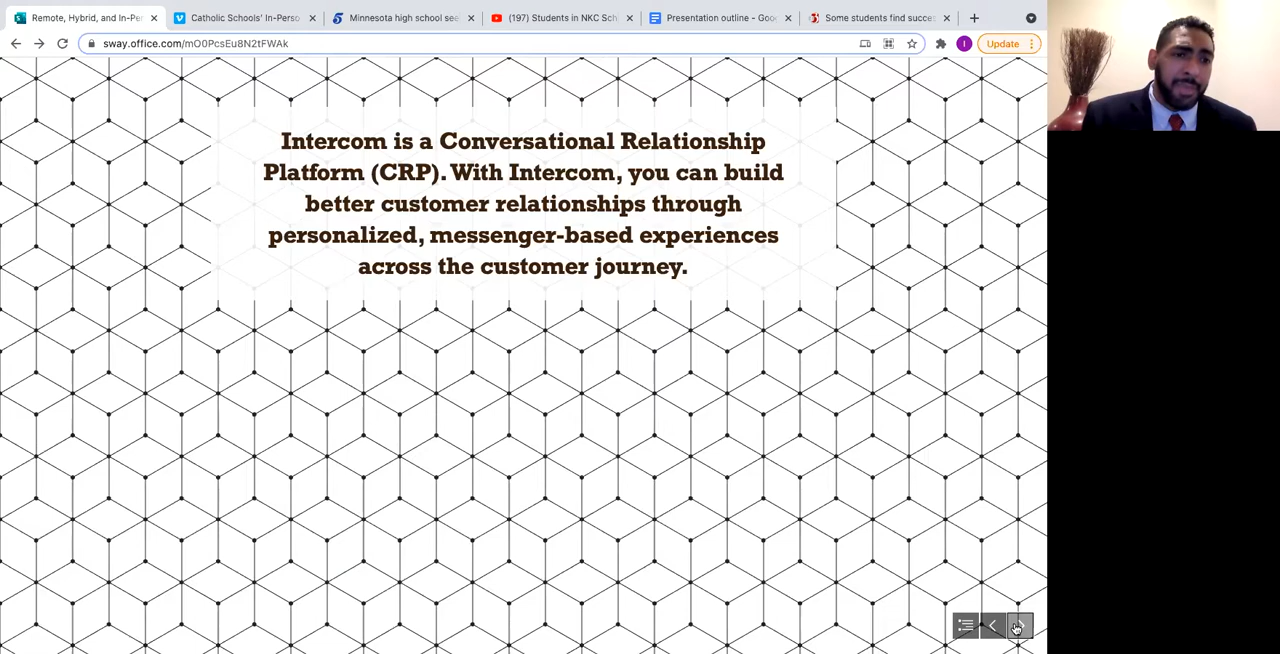 Remote, Hybrid, and In-Per
Catholic Schools' In-Perso
Minnesota high school see
(197) Students in NKC Sch
Presentation outline - Goo
Some students find succe
sway.office.com/mO0PcsEu8N2tFWAk
Update
Intercom is a Conversational Relationship
Platform (CRP). With Intercom, you can build
better customer relationships through
personalized, messenger-based experiences
across the customer journey.